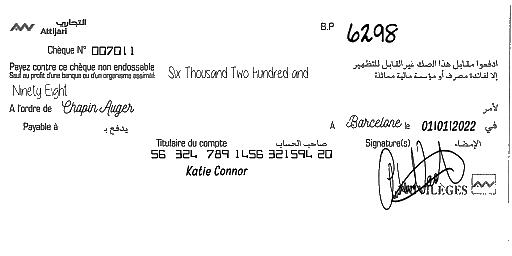 التجاري
Attijari
B.P 6298
Chèque N° 007011
Payez contre ce chèque non endossable
Sauf au profit d'une banque ou d'un organisme assimilé
Six Thousand Two Hundred and
ادفعوا مقابل هذا الصك غير القابل للتظهير
إلا لفائدة مصرف أو مؤسسة مالية مماثلة
Ninety Eight
A l'ordre de Chapin Auger
لأمر
Payable à يدفع بـ
A Barcelone le 01/01/2022 في
Titulaire du compte صاحب الحساب
Signature(s) الإمضاء
56 324 789 1456 321594 20
Katie Connor
VILÈGES